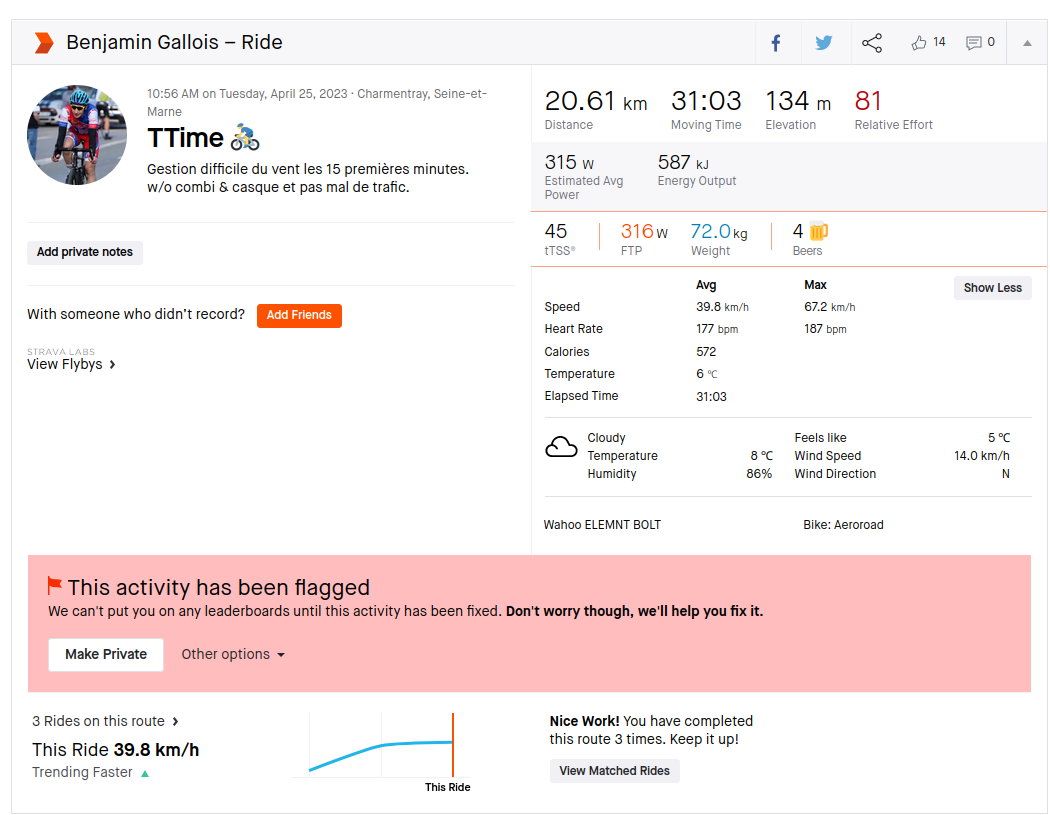 Benjamin Gallois – Ride
14
0
10:56 AM on Tuesday, April 25, 2023 · Charmentray, Seine-et-
Marne
TTime 🚴
Gestion difficile du vent les 15 premières minutes.
w/o combi & casque et pas mal de trafic.
Add private notes
With someone who didn't record? Add Friends
STRAVA LABS
View Flybys
20.61 km 31:03 134 m 81
Distance Moving Time Elevation Relative Effort
315 W 587 kJ
Estimated Avg Energy Output
Power
45 316 W 72.0 kg 4 🍺
tTSS® FTP Weight Beers
Avg Max Show Less
Speed 39.8 km/h 67.2 km/h
Heart Rate 177 bpm 187 bpm
Calories 572
Temperature 6 ℃
Elapsed Time 31:03
Cloudy Feels like 5 ℃
Temperature 8 ℃ Wind Speed 14.0 km/h
Humidity 86% Wind Direction N
Wahoo ELEMNT BOLT Bike: Aeroroad
This activity has been flagged
We can't put you on any leaderboards until this activity has been fixed. Don't worry though, we'll help you fix it.
Make Private Other options
3 Rides on this route
This Ride 39.8 km/h
Trending Faster
This Ride
Nice Work! You have completed
this route 3 times. Keep it up!
View Matched Rides